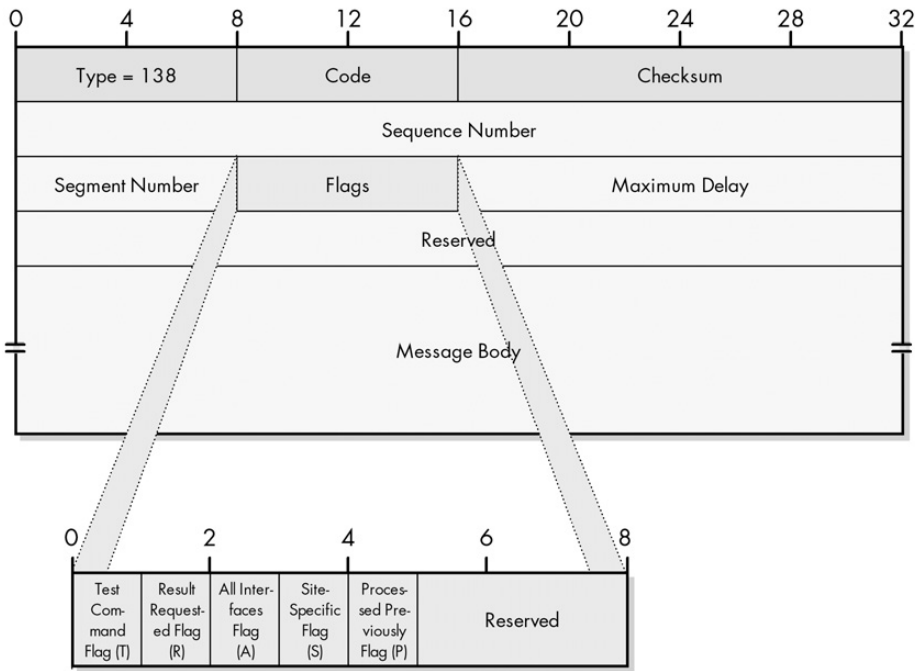 0 4 8 12 16 20 24 28 32
Type = 138 Code Checksum
Sequence Number
Segment Number Flags Maximum Delay
Reserved
Message Body
0 2 4 6 8
Test
Com-
mand
Flag (T)
Result
Request-
ed Flag
(R)
All Inter-
faces
Flag
(A)
Site-
Specific
Flag
(S)
Proces-
sed Pre-
viously
Flag (P)
Reserved